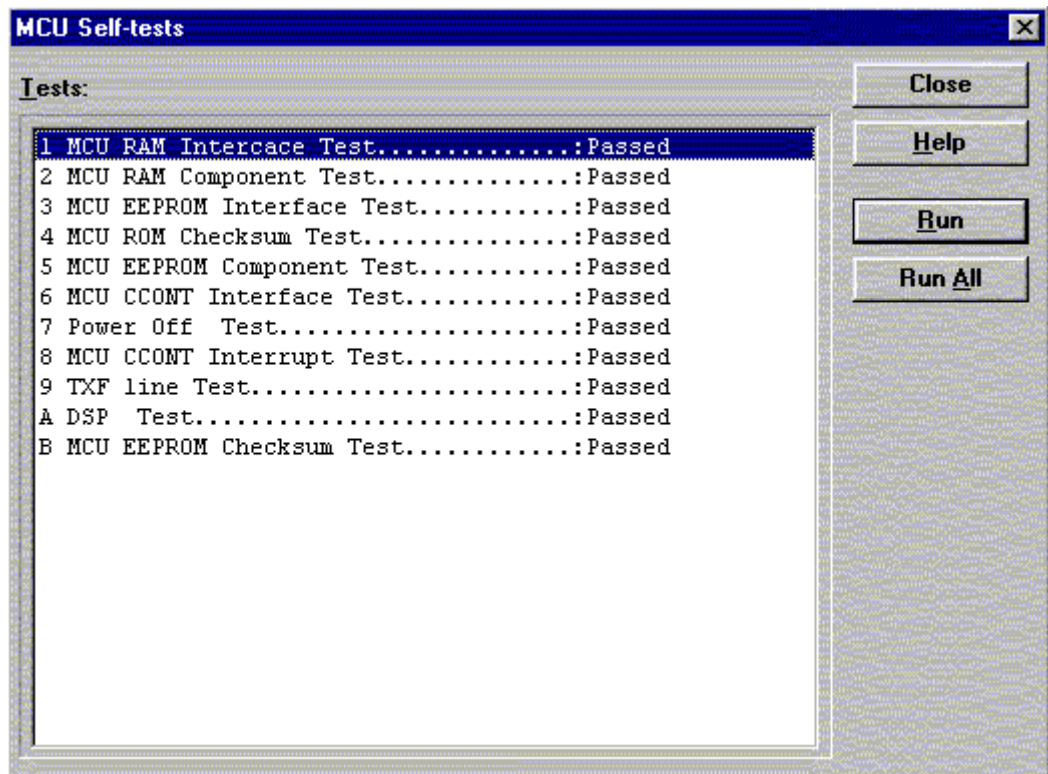 MCU Self-tests
Tests:
1 MCU RAM Intercace Test...............:Passed
2 MCU RAM Component Test...............:Passed
3 MCU EEPROM Interface Test............:Passed
4 MCU ROM Checksum Test................:Passed
5 MCU EEPROM Component Test............:Passed
6 MCU CCONT Interface Test.............:Passed
7 Power Off  Test......................:Passed
8 MCU CCONT Interrupt Test.............:Passed
9 TXF line Test........................:Passed
A DSP  Test............................:Passed
B MCU EEPROM Checksum Test.............:Passed
Close
Help
Run
Run All